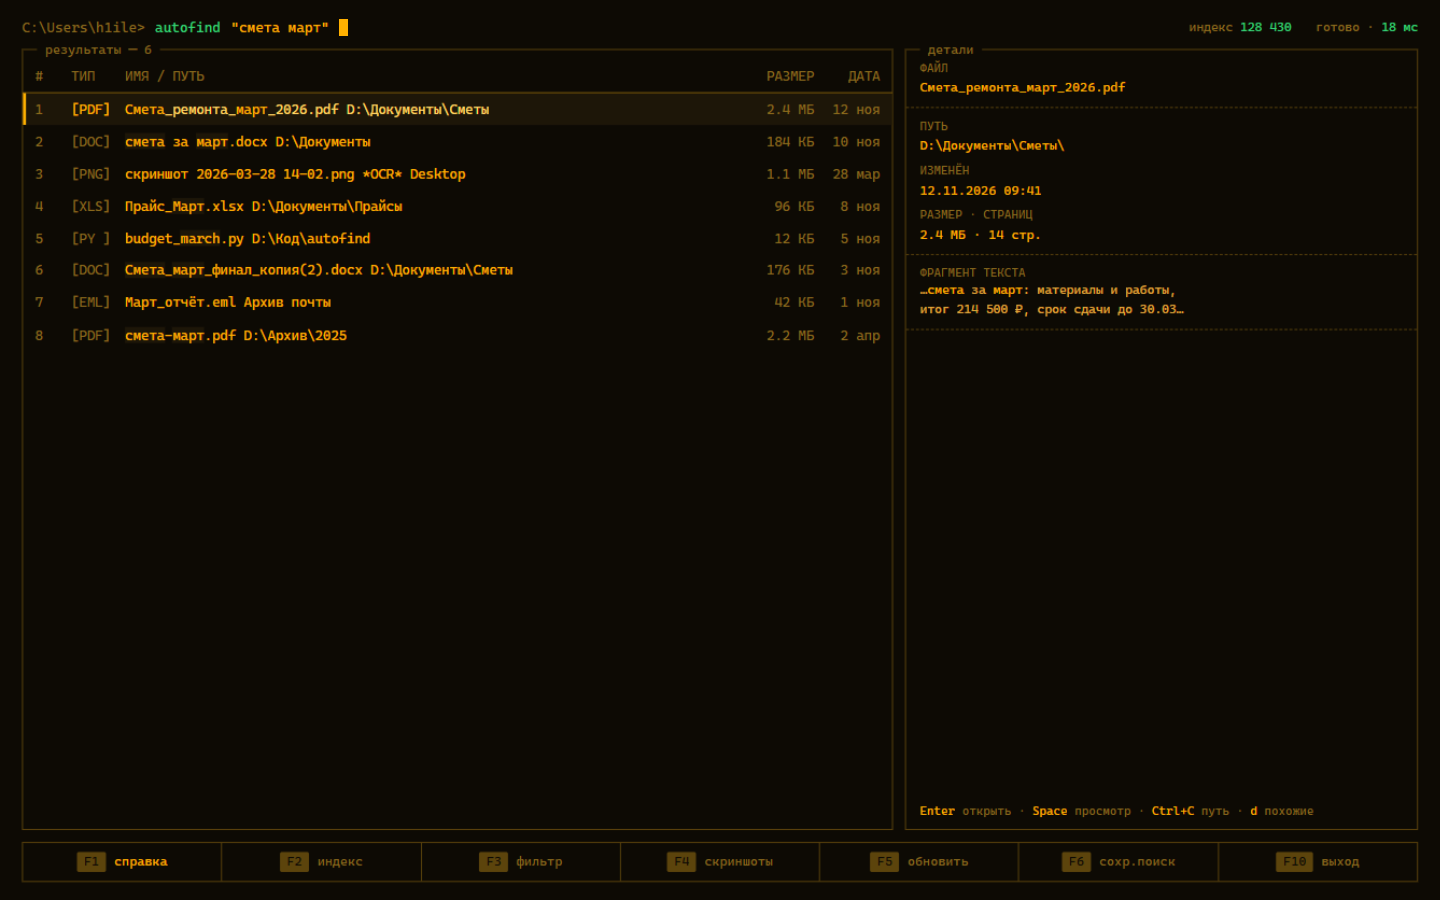 C:\Users\h1ile> autofind "смета март" индекс 128 430 готово · 18 мс
результаты — 6
# ТИП ИМЯ / ПУТЬ РАЗМЕР ДАТА
1 [PDF] Смета_ремонта_март_2026.pdf D:\Документы\Сметы 2.4 МБ 12 ноя
2 [DOC] смета за март.docx D:\Документы 184 КБ 10 ноя
3 [PNG] скриншот 2026-03-28 14-02.png *OCR* Desktop 1.1 МБ 28 мар
4 [XLS] Прайс_Март.xlsx D:\Документы\Прайсы 96 КБ 8 ноя
5 [PY ] budget_march.py D:\Код\autofind 12 КБ 5 ноя
6 [DOC] Смета_март_финал_копия(2).docx D:\Документы\Сметы 176 КБ 3 ноя
7 [EML] Март_отчёт.eml Архив почты 42 КБ 1 ноя
8 [PDF] смета-март.pdf D:\Архив\2025 2.2 МБ 2 апр
детали
ФАЙЛ
Смета_ремонта_март_2026.pdf
ПУТЬ
D:\Документы\Сметы\
ИЗМЕНЁН
12.11.2026 09:41
РАЗМЕР · СТРАНИЦ
2.4 МБ · 14 стр.
ФРАГМЕНТ ТЕКСТА
…смета за март: материалы и работы,
итог 214 500 ₽, срок сдачи до 30.03…
Enter открыть · Space просмотр · Ctrl+C путь · d похожие
F1 справка F2 индекс F3 фильтр F4 скриншоты F5 обновить F6 сохр.поиск F10 выход